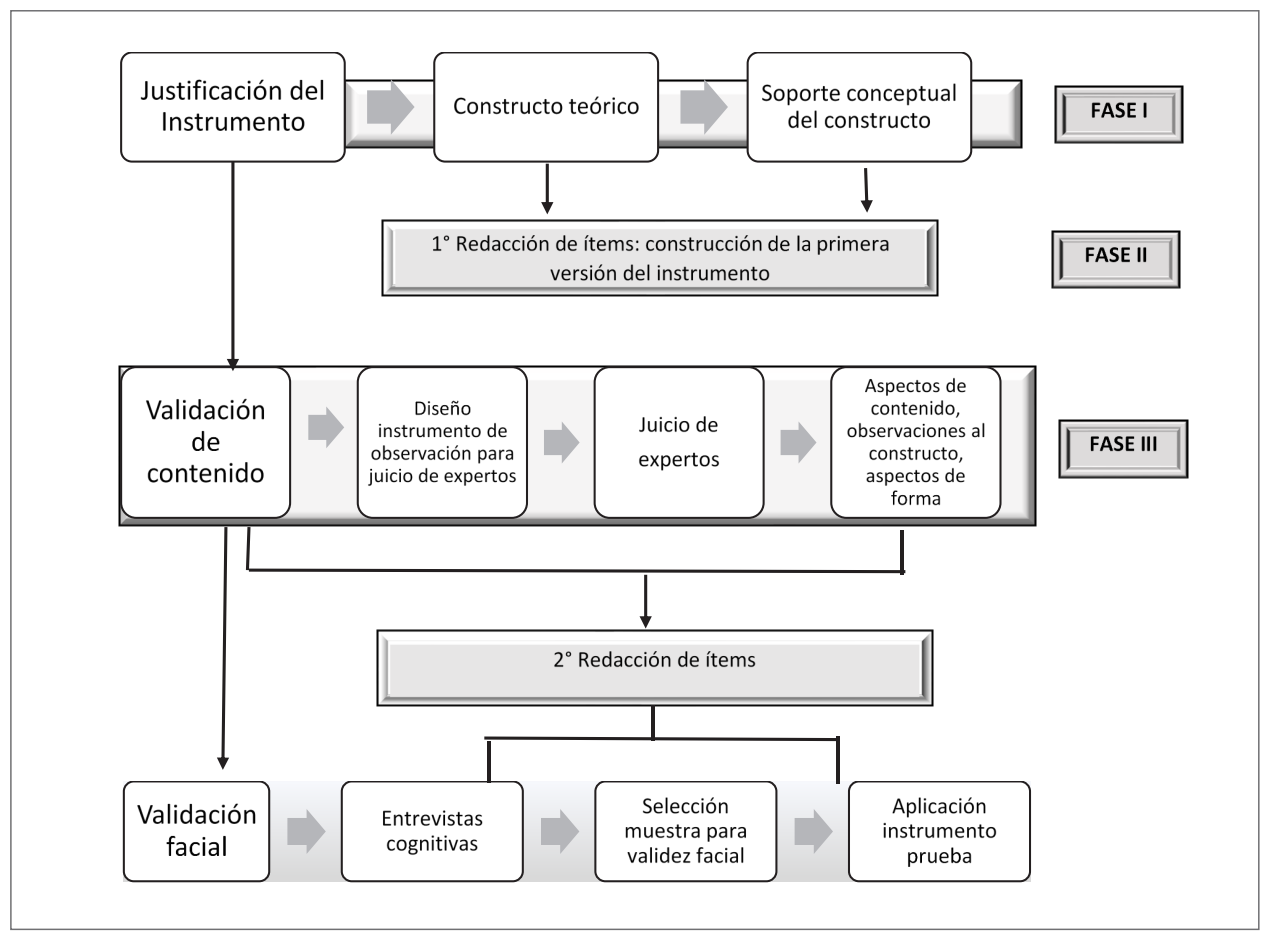 Justificación del
Instrumento
Constructo teórico
Soporte conceptual
del constructo
FASE I
1° Redacción de ítems: construcción de la primera
versión del instrumento
FASE II
Validación
de
contenido
Diseño
instrumento de
observación para
juicio de expertos
Juicio de
expertos
Aspectos de
contenido,
observaciones al
constructo,
aspectos de
forma
FASE III
2° Redacción de ítems
Validación
facial
Entrevistas
cognitivas
Selección
muestra para
validez facial
Aplicación
instrumento
prueba